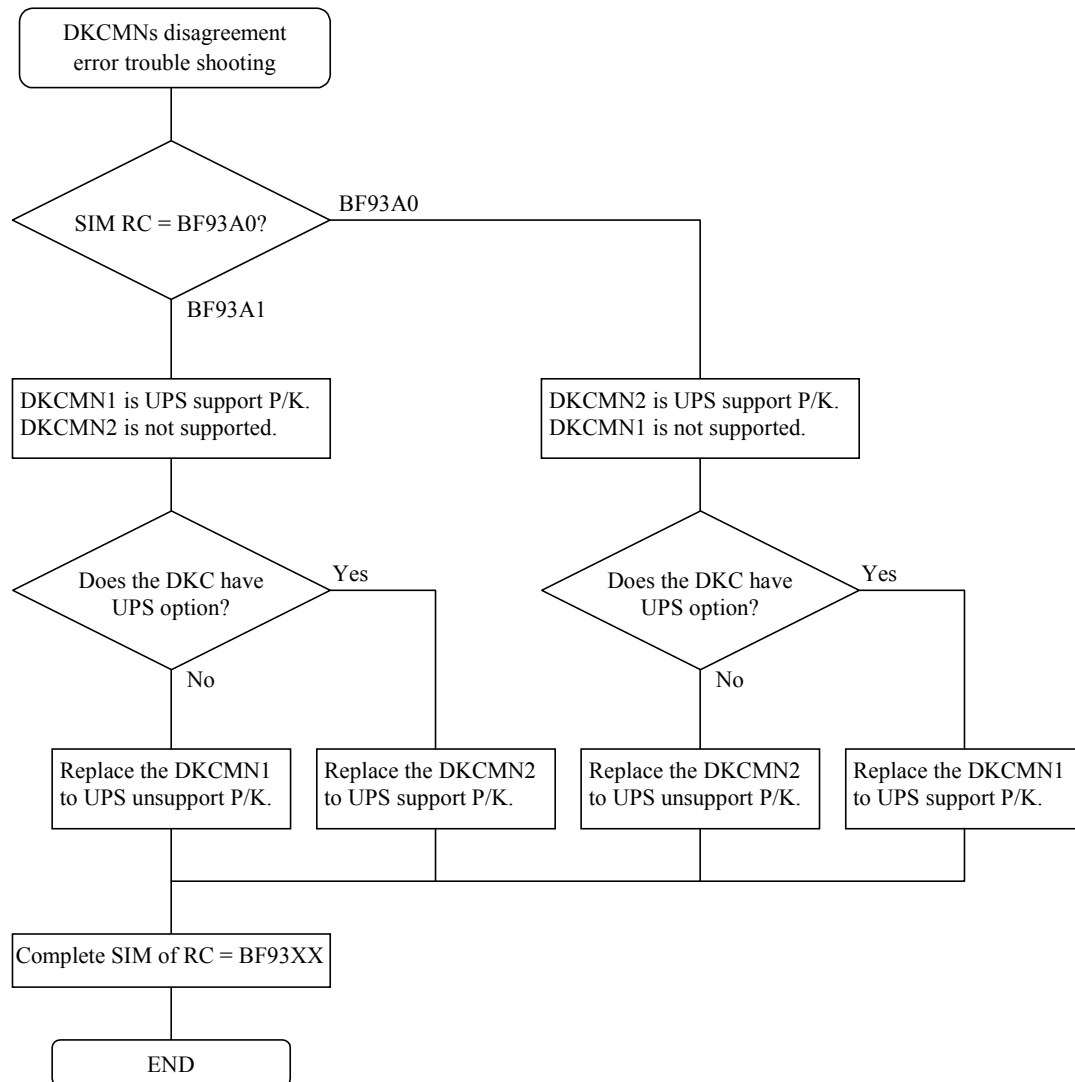 DKCMNs disagreement
error trouble shooting
SIM RC = BF93A0?
BF93A0
BF93A1
DKCMN1 is UPS support P/K.
DKCMN2 is not supported.
DKCMN2 is UPS support P/K.
DKCMN1 is not supported.
Does the DKC have
UPS option?
Yes
No
Does the DKC have
UPS option?
Yes
No
Replace the DKCMN1
to UPS unsupport P/K.
Replace the DKCMN2
to UPS support P/K.
Replace the DKCMN2
to UPS unsupport P/K.
Replace the DKCMN1
to UPS support P/K.
Complete SIM of RC = BF93XX
END